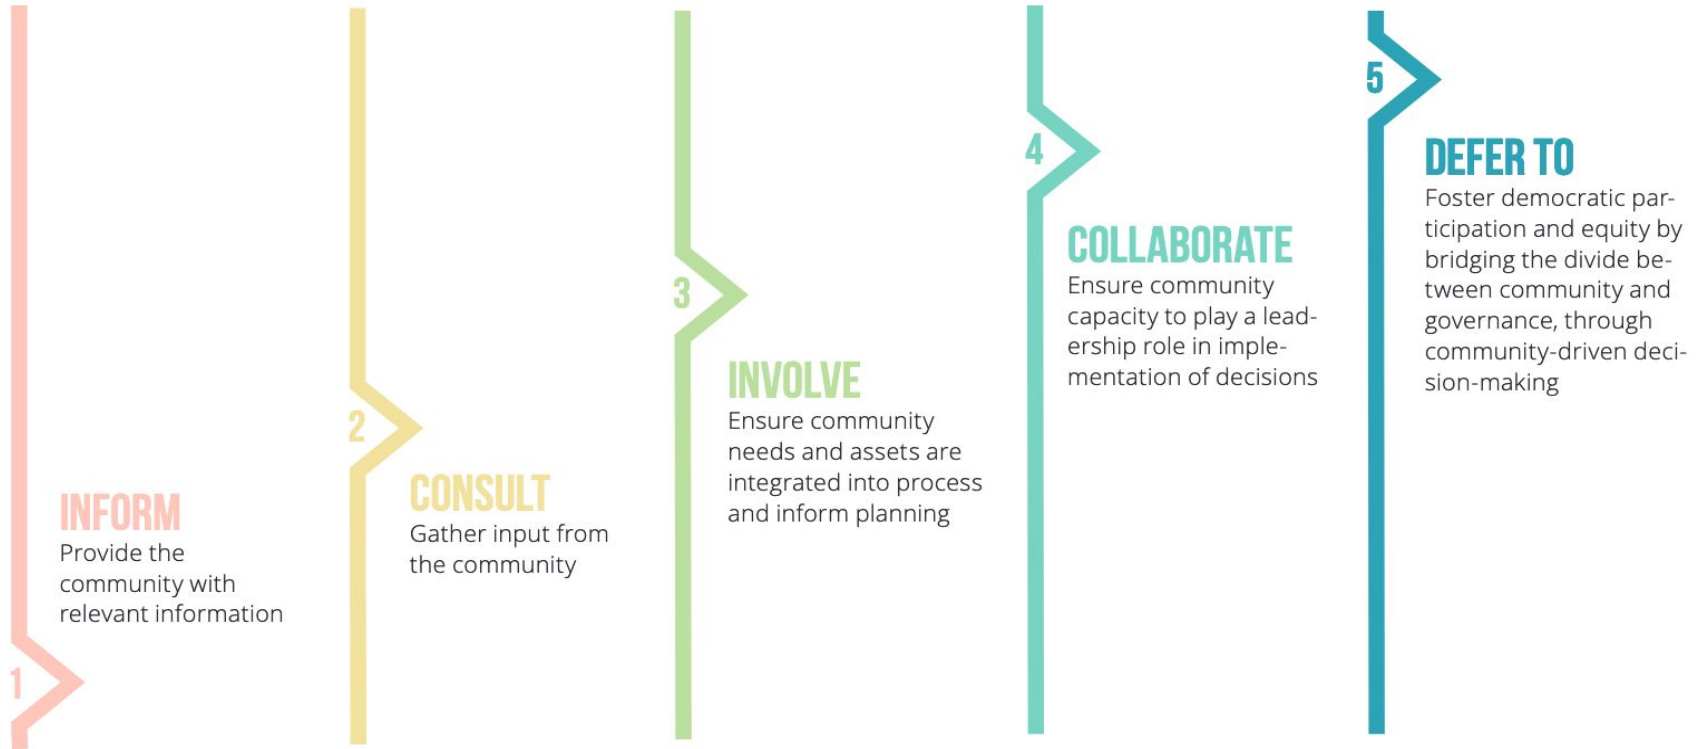 1
INFORM
Provide the
community with
relevant information
2
CONSULT
Gather input from
the community
3
INVOLVE
Ensure community
needs and assets are
integrated into process
and inform planning
4
COLLABORATE
Ensure community
capacity to play a lead-
ership role in imple-
mentation of decisions
5
DEFER TO
Foster democratic par-
ticipation and equity by
bridging the divide be-
tween community and
governance, through
community-driven deci-
sion-making